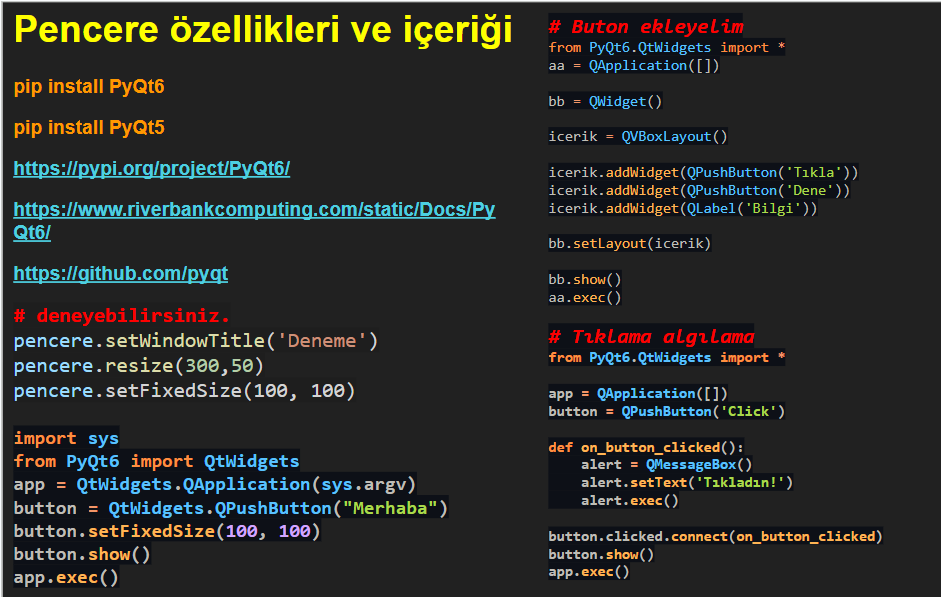 Pencere özellikleri ve içeriği
pip install PyQt6
pip install PyQt5
https://pypi.org/project/PyQt6/
https://www.riverbankcomputing.com/static/Docs/Py
Qt6/
https://github.com/pyqt
# deneyebilirsiniz.
pencere.setWindowTitle('Deneme')
pencere.resize(300,50)
pencere.setFixedSize(100, 100)
import sys
from PyQt6 import QtWidgets
app = QtWidgets.QApplication(sys.argv)
button = QtWidgets.QPushButton("Merhaba")
button.setFixedSize(100, 100)
button.show()
app.exec()
# Buton ekleyelim
from PyQt6.QtWidgets import *
aa = QApplication([])
bb = QWidget()
icerik = QVBoxLayout()
icerik.addWidget(QPushButton('Tıkla'))
icerik.addWidget(QPushButton('Dene'))
icerik.addWidget(QLabel('Bilgi'))
bb.setLayout(icerik)
bb.show()
aa.exec()
# Tıklama algılama
from PyQt6.QtWidgets import *
app = QApplication([])
button = QPushButton('Click')
def on_button_clicked():
    alert = QMessageBox()
    alert.setText('Tıkladın!')
    alert.exec()
button.clicked.connect(on_button_clicked)
button.show()
app.exec()